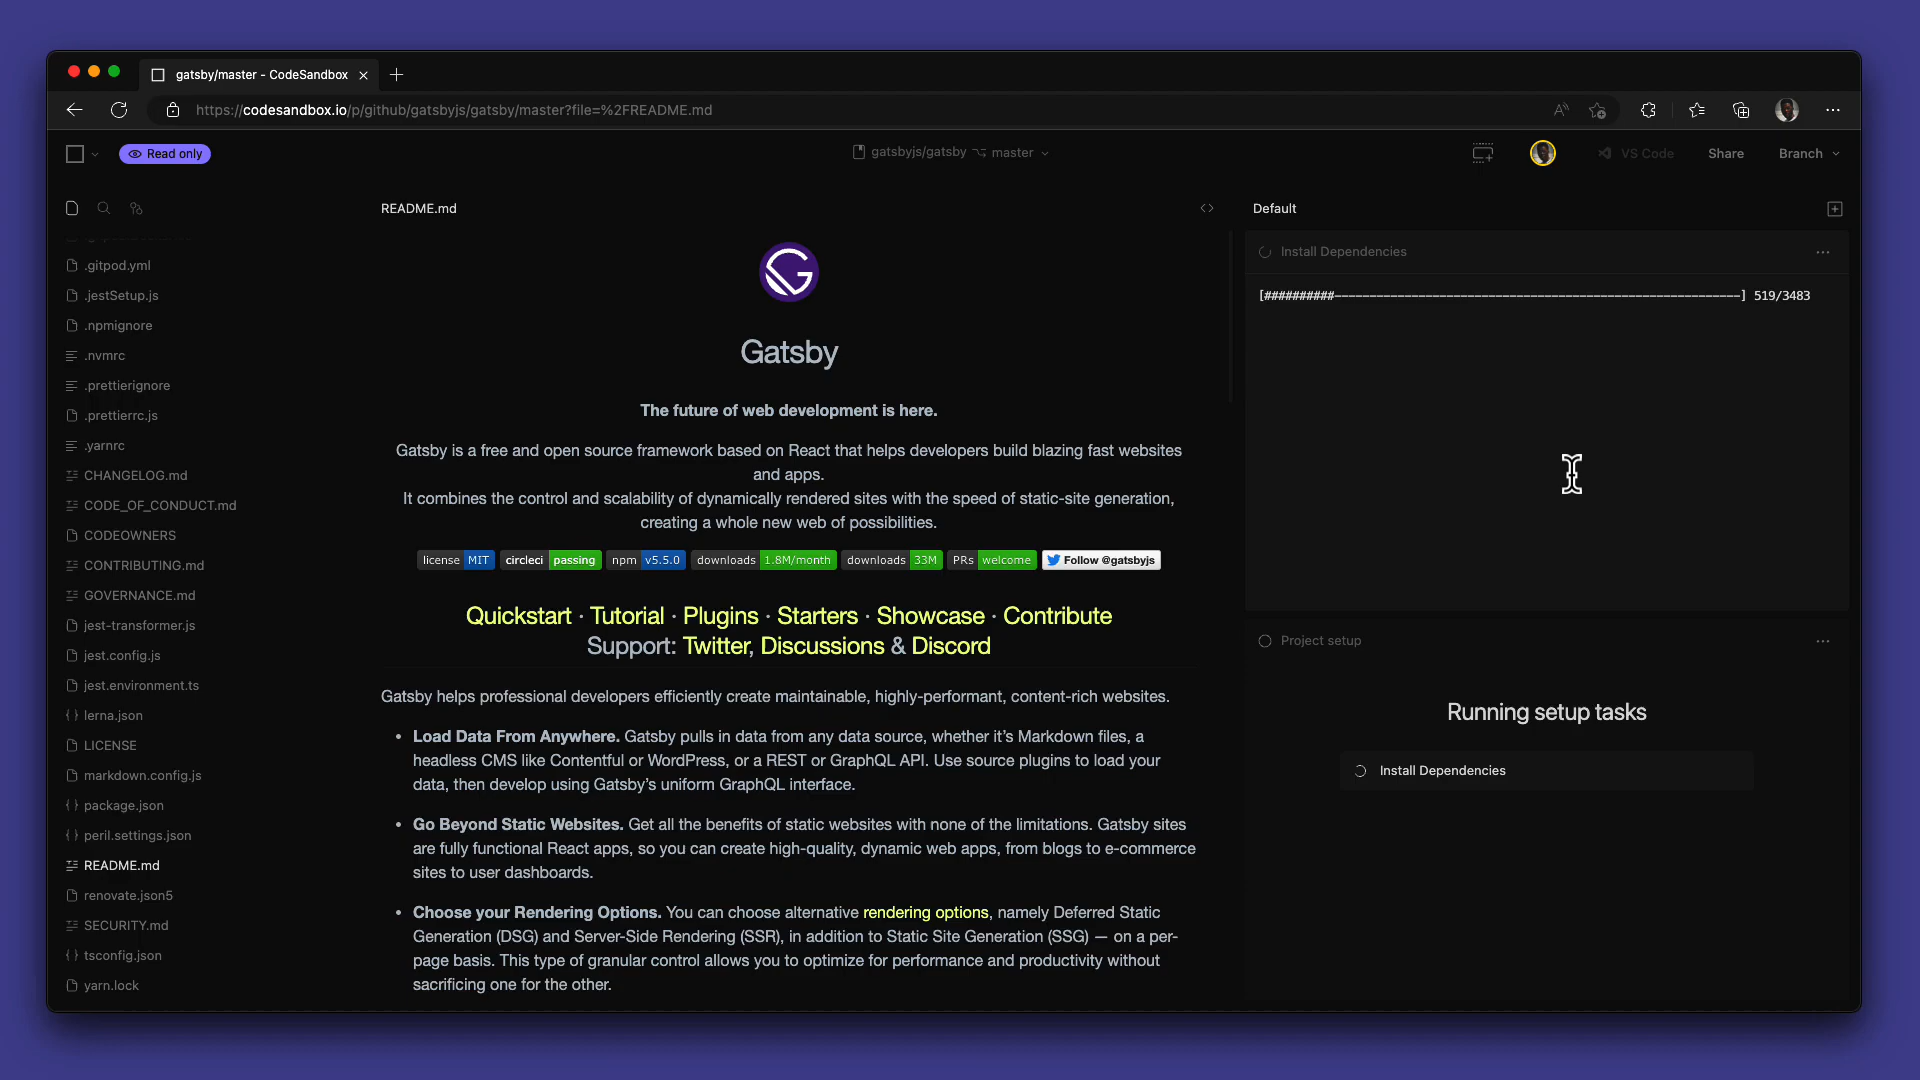 gatsby/master - CodeSandbox
https://codesandbox.io/p/github/gatsbyjs/gatsby/master?file=%2FREADME.md
Read only
gatsbyjs/gatsby master
VS Code
Share
Branch
.gitpod.yml
.jestSetup.js
.npmignore
.nvmrc
.prettierignore
.prettierrc.js
.yarnrc
CHANGELOG.md
CODE_OF_CONDUCT.md
CODEOWNERS
CONTRIBUTING.md
GOVERNANCE.md
jest-transformer.js
jest.config.js
jest.environment.ts
lerna.json
LICENSE
markdown.config.js
package.json
peril.settings.json
README.md
renovate.json5
SECURITY.md
tsconfig.json
yarn.lock
README.md
Gatsby
The future of web development is here.
Gatsby is a free and open source framework based on React that helps developers build blazing fast websites
and apps.
It combines the control and scalability of dynamically rendered sites with the speed of static-site generation,
creating a whole new web of possibilities.
license MIT circleci passing npm v5.5.0 downloads 1.8M/month downloads 33M PRs welcome Follow @gatsbyjs
Quickstart · Tutorial · Plugins · Starters · Showcase · Contribute
Support: Twitter, Discussions & Discord
Gatsby helps professional developers efficiently create maintainable, highly-performant, content-rich websites.
• Load Data From Anywhere. Gatsby pulls in data from any data source, whether it’s Markdown files, a
headless CMS like Contentful or WordPress, or a REST or GraphQL API. Use source plugins to load your
data, then develop using Gatsby’s uniform GraphQL interface.
• Go Beyond Static Websites. Get all the benefits of static websites with none of the limitations. Gatsby sites
are fully functional React apps, so you can create high-quality, dynamic web apps, from blogs to e-commerce
sites to user dashboards.
• Choose your Rendering Options. You can choose alternative rendering options, namely Deferred Static
Generation (DSG) and Server-Side Rendering (SSR), in addition to Static Site Generation (SSG) — on a per-
page basis. This type of granular control allows you to optimize for performance and productivity without
sacrificing one for the other.
Default
Install Dependencies
[##########----------------------------------------------------------] 519/3483
Project setup
Running setup tasks
Install Dependencies